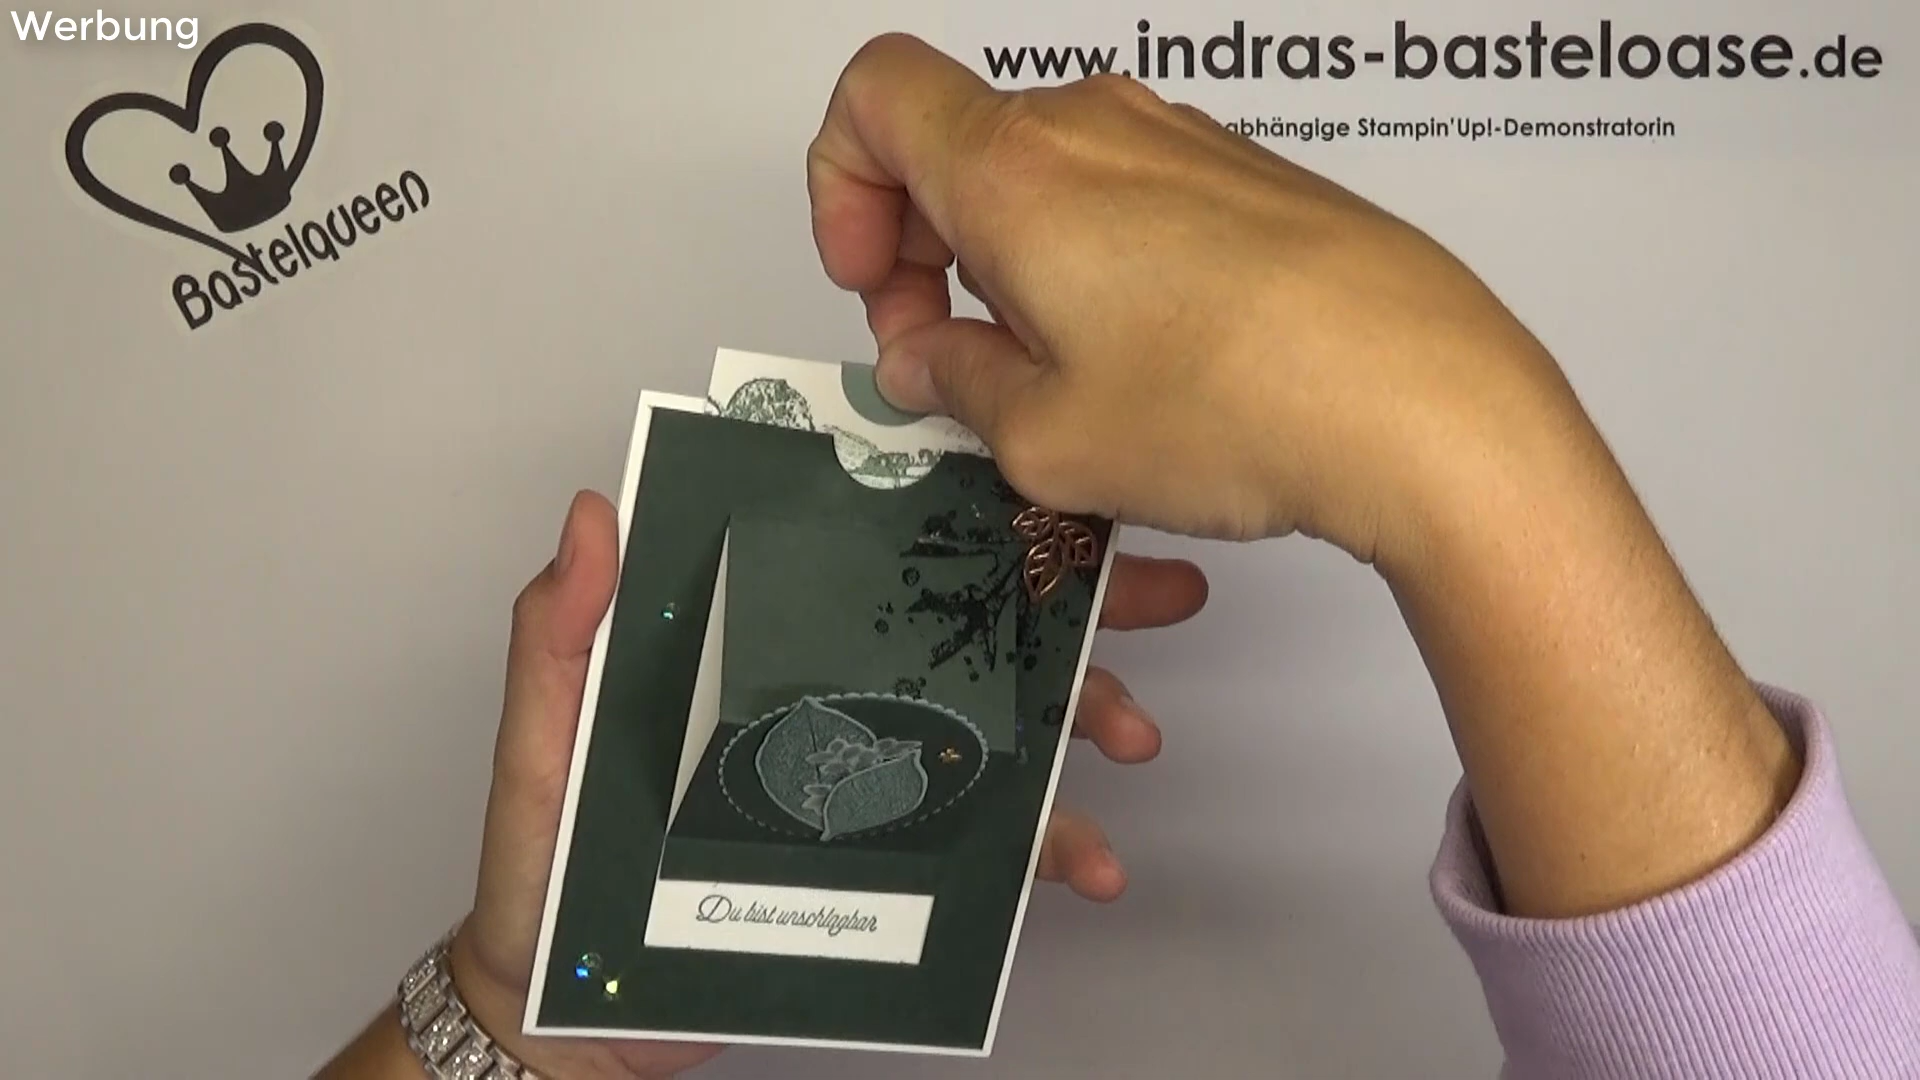 Werbung
www.indras-basteloase.de
abhängige Stampin'Up!-Demonstratorin
Bastelqueen
Du bist unschlagbar